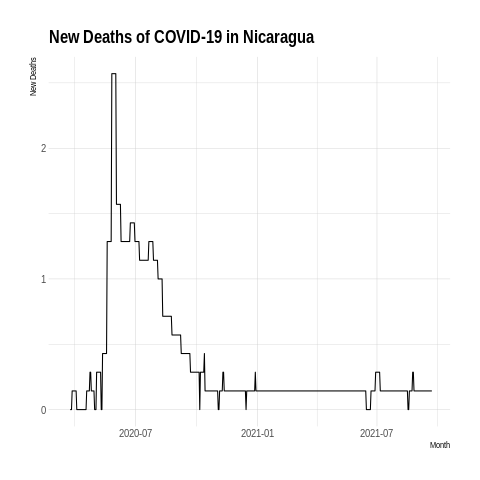 New Deaths of COVID-19 in Nicaragua
New Deaths
2
1
0
2020-07
2021-01
2021-07
Month